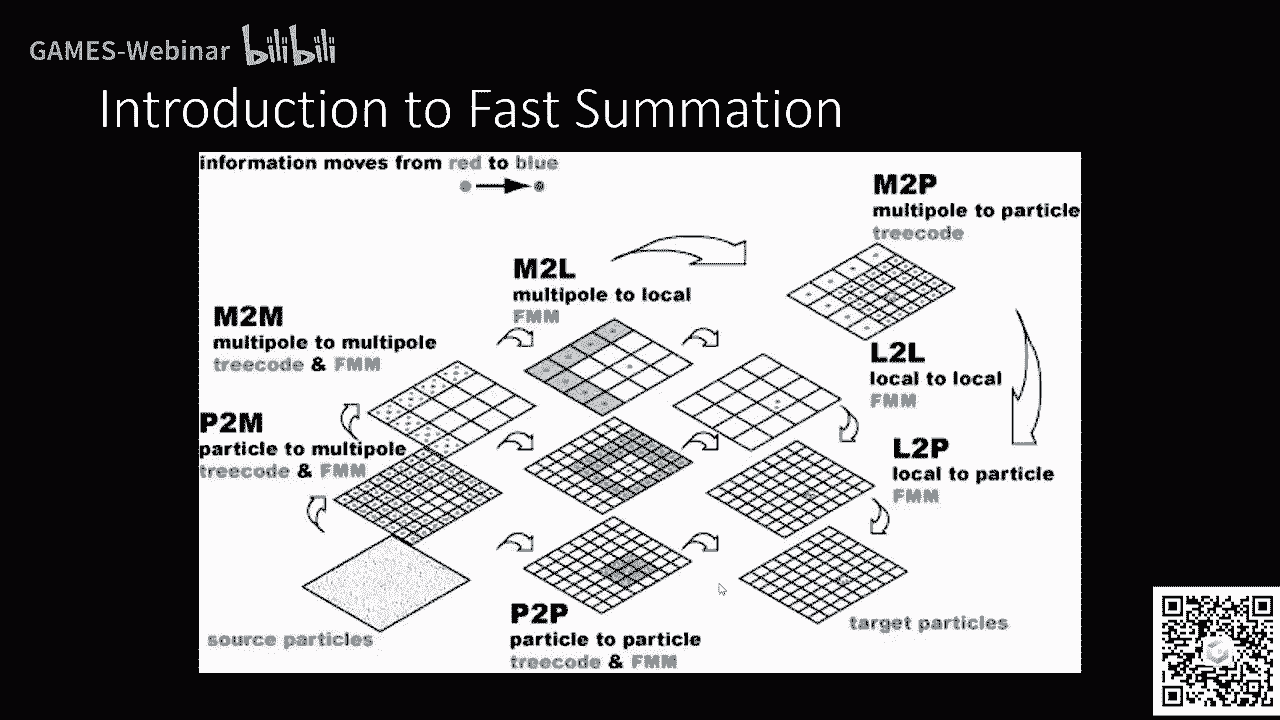 GAMES-Webinar bilibili
Introduction to Fast Summation
information moves from red to blue
M2P
multipole to particle
treecode
M2L
multipole to local
FMM
M2M
multipole to multipole
treecode & FMM
L2L
local to local
FMM
P2M
particle to multipole
treecode & FMM
L2P
local to particle
FMM
P2P
particle to particle
treecode & FMM
source particles
target particles